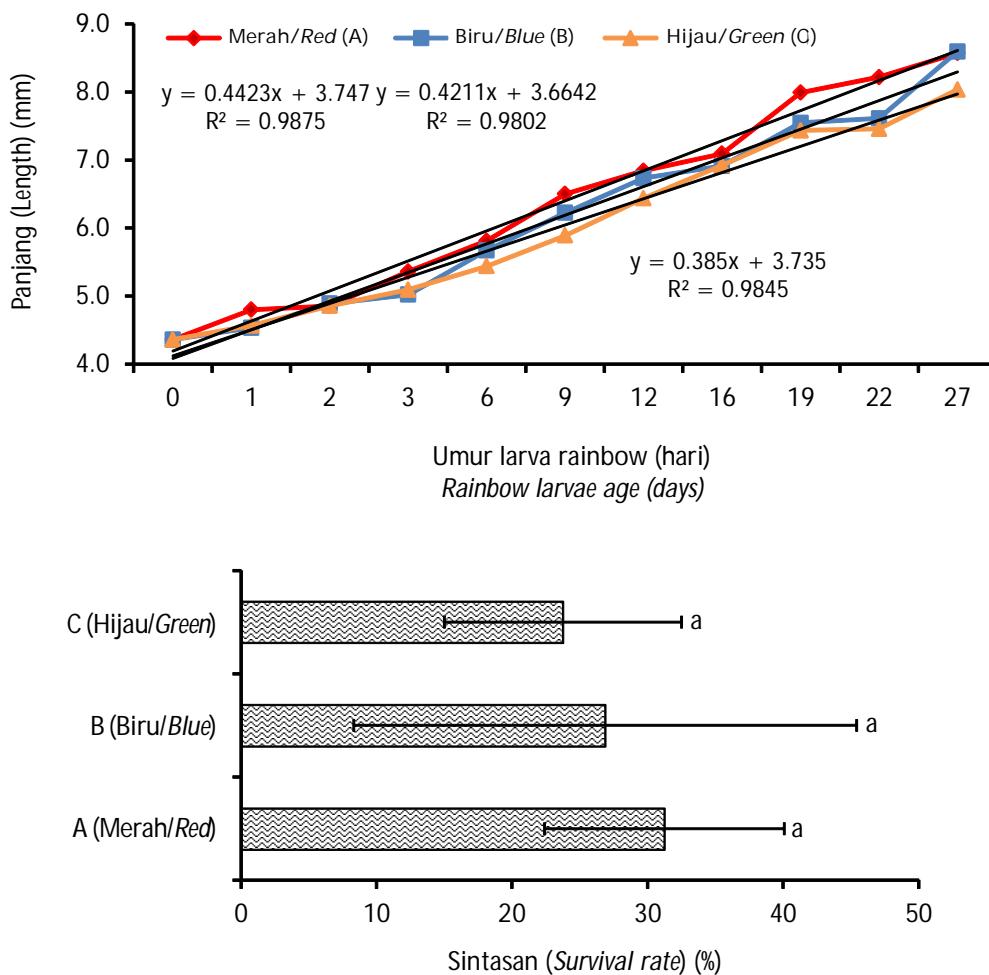 Merah/Red (A) Biru/Blue (B) Hijau/Green (C)
y = 0.4423x + 3.747 y = 0.4211x + 3.6642
R² = 0.9875 R² = 0.9802
y = 0.385x + 3.735
R² = 0.9845
Panjang (Length) (mm)
9.0
8.0
7.0
6.0
5.0
4.0
0 1 2 3 6 9 12 16 19 22 27
Umur larva rainbow (hari)
Rainbow larvae age (days)
C (Hijau/Green) a
B (Biru/Blue) a
A (Merah/Red) a
0 10 20 30 40 50
Sintasan (Survival rate) (%)